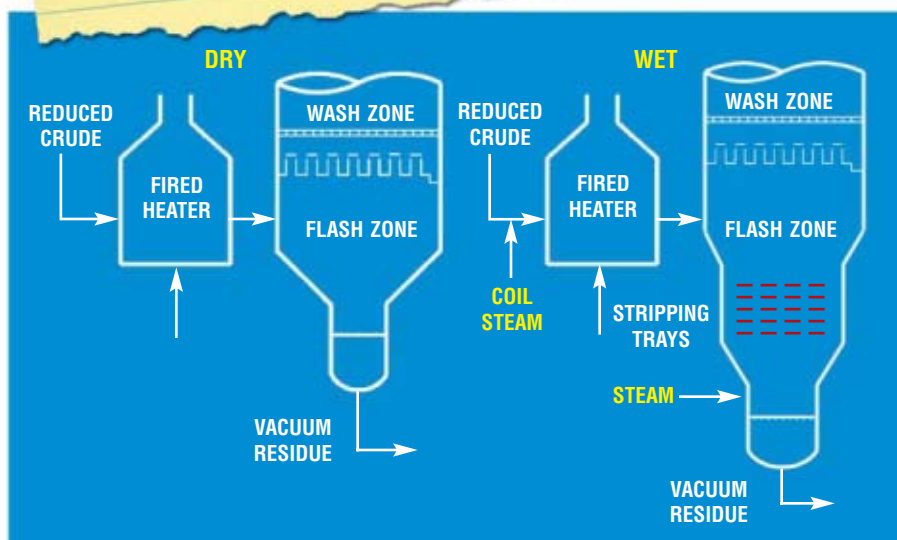 DRY
REDUCED
CRUDE
FIRED
HEATER
WASH ZONE
FLASH ZONE
VACUUM
RESIDUE
WET
REDUCED
CRUDE
COIL
STEAM
FIRED
HEATER
STRIPPING
TRAYS
WASH ZONE
FLASH ZONE
STEAM
VACUUM
RESIDUE